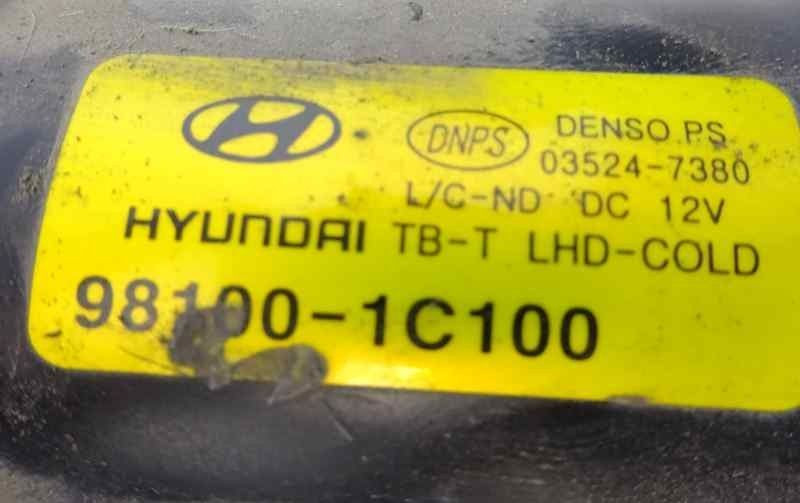 DNPS
DENSO PS
03524-7380
L/C-ND DC 12V
HYUNDAI TB-T LHD-COLD
98100-1C100